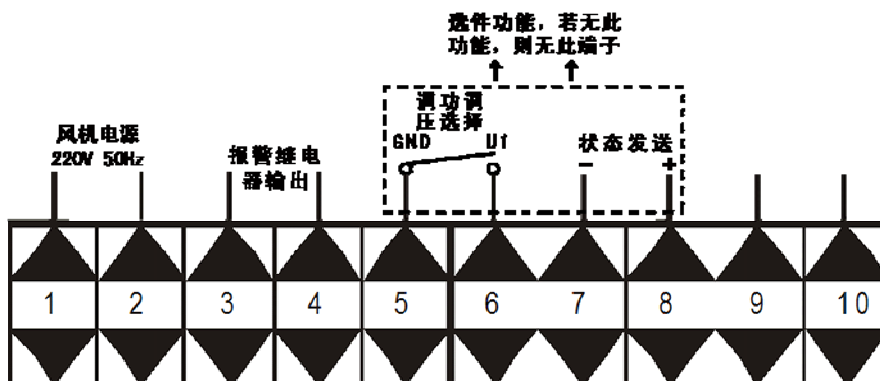 选件功能，若无此
功能，则无此端子
调功调
压选择
GND U1
状态发送
- +
风机电源
220V 50Hz
报警继电
器输出
1 2 3 4 5 6 7 8 9 10